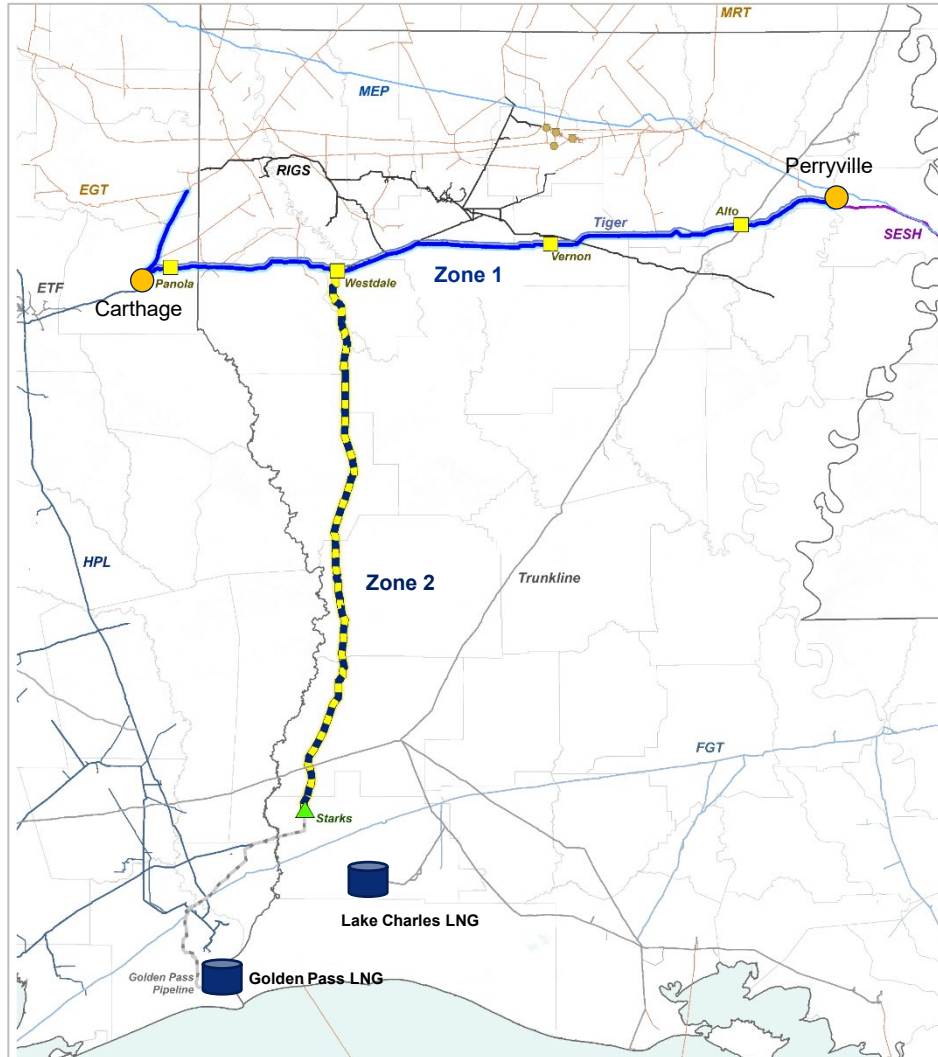 MRT
MEP
Perryville
RIGS
EGT
Alto
Tiger
SESH
Vernon
Zone 1
Panola
Westdale
ETF
Carthage
HPL
Trunkline
Zone 2
FGT
Starks
Lake Charles LNG
Golden Pass
Pipeline
Golden Pass LNG